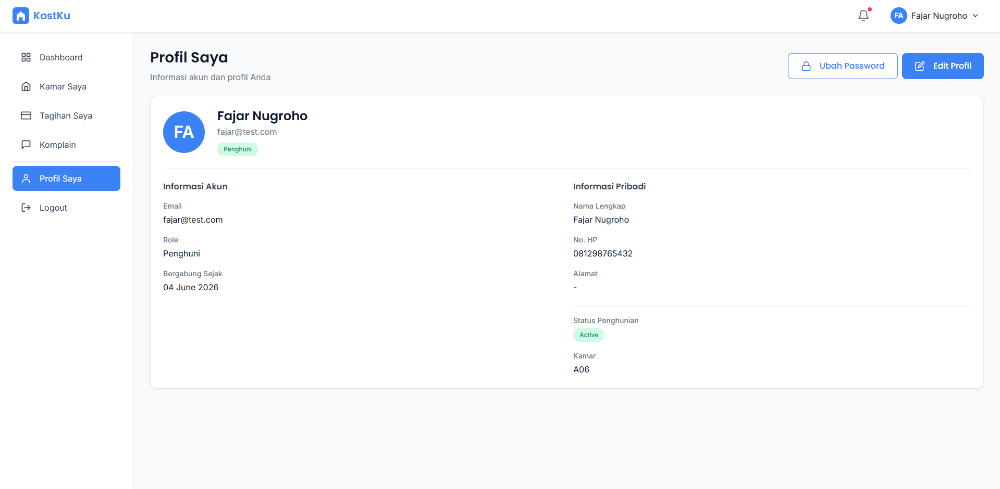 KostKu
FA Fajar Nugroho
Dashboard
Kamar Saya
Tagihan Saya
Komplain
Profil Saya
Logout
Profil Saya
Informasi akun dan profil Anda
Ubah Password
Edit Profil
FA
Fajar Nugroho
fajar@test.com
Penghuni
Informasi Akun
Email
fajar@test.com
Role
Penghuni
Bergabung Sejak
04 June 2026
Informasi Pribadi
Nama Lengkap
Fajar Nugroho
No. HP
081298765432
Alamat
-
Status Penghunian
Active
Kamar
A06